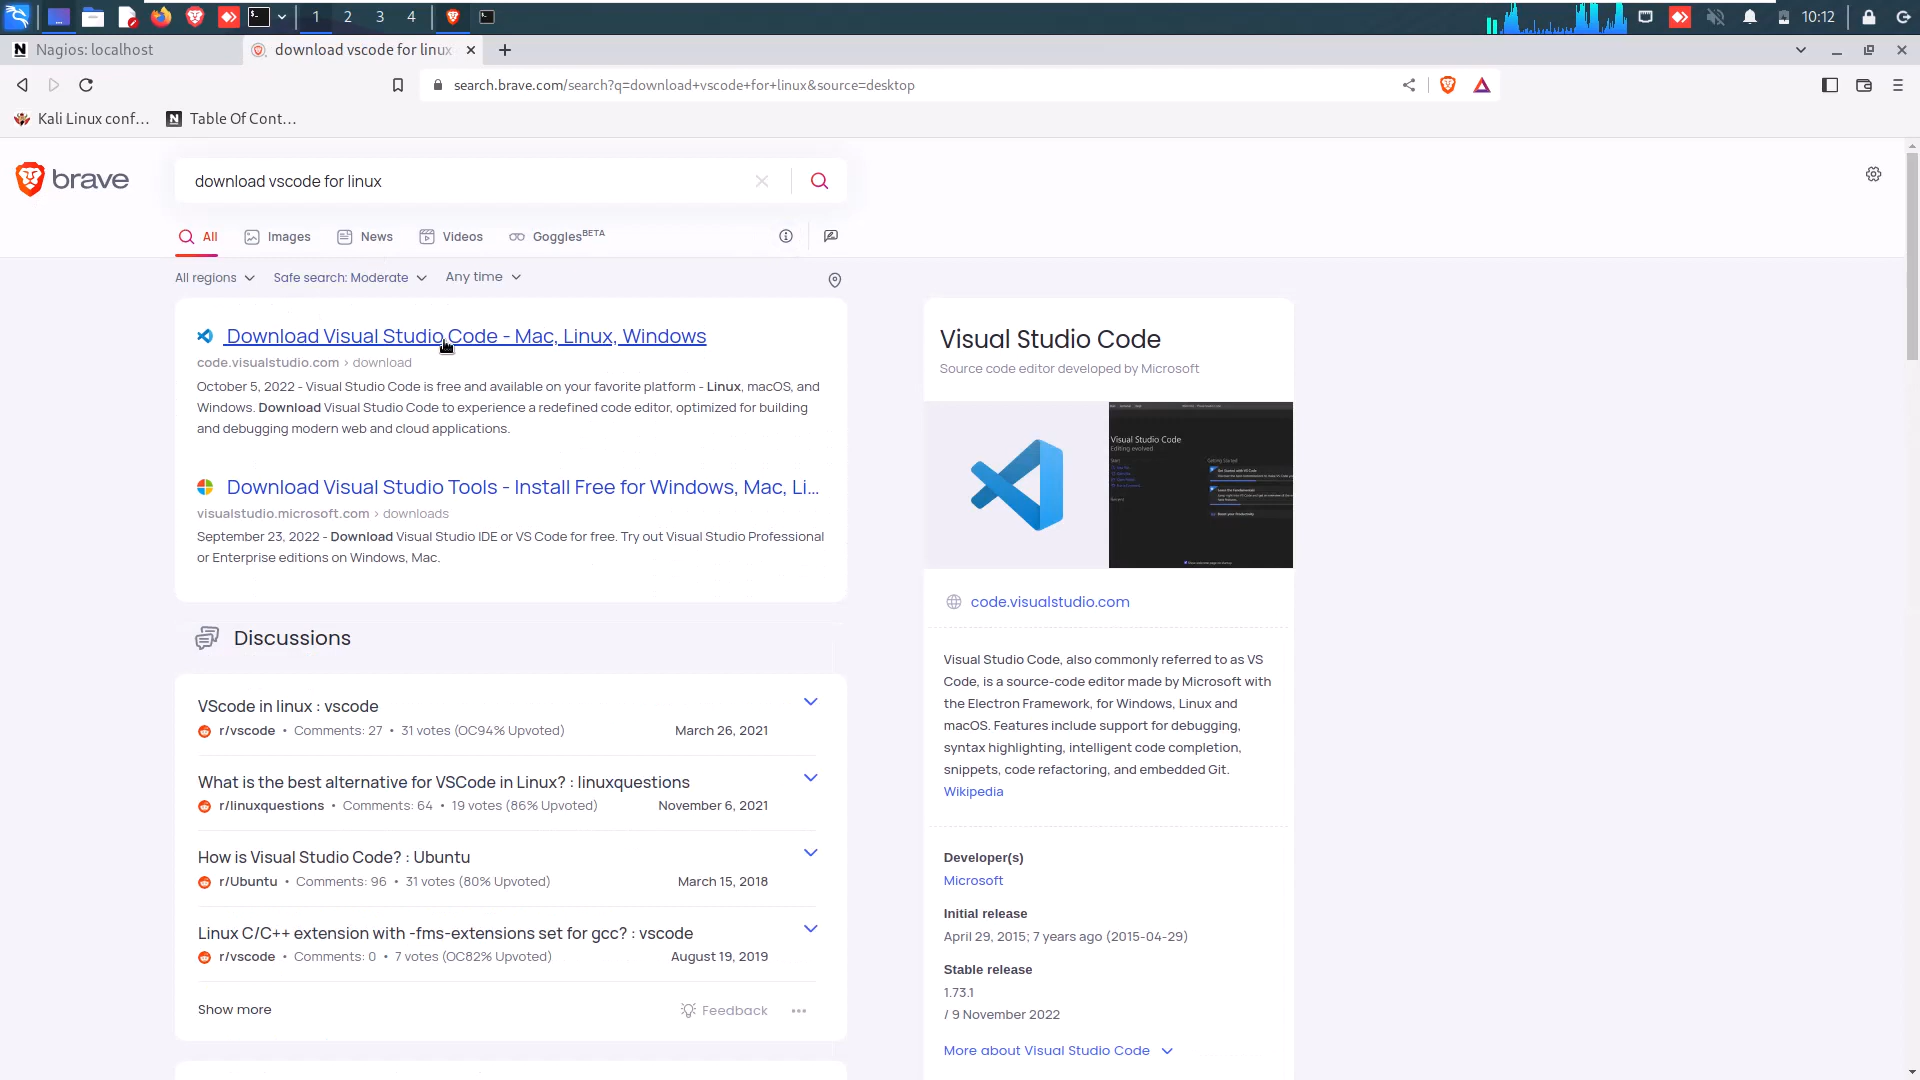 1 2 3 4
10:12
Nagios: localhost
download vscode for linux
search.brave.com/search?q=download+vscode+for+linux&source=desktop
Kali Linux conf...
Table Of Cont...
brave
download vscode for linux
All Images News Videos Goggles BETA
All regions Safe search: Moderate Any time
Download Visual Studio Code - Mac, Linux, Windows
code.visualstudio.com › download
October 5, 2022 - Visual Studio Code is free and available on your favorite platform - Linux, macOS, and
Windows. Download Visual Studio Code to experience a redefined code editor, optimized for building
and debugging modern web and cloud applications.
Download Visual Studio Tools - Install Free for Windows, Mac, Li...
visualstudio.microsoft.com › downloads
September 23, 2022 - Download Visual Studio IDE or VS Code for free. Try out Visual Studio Professional
or Enterprise editions on Windows, Mac.
Discussions
VScode in linux : vscode
r/vscode • Comments: 27 • 31 votes (OC94% Upvoted) March 26, 2021
What is the best alternative for VSCode in Linux? : linuxquestions
r/linuxquestions • Comments: 64 • 19 votes (86% Upvoted) November 6, 2021
How is Visual Studio Code? : Ubuntu
r/Ubuntu • Comments: 96 • 31 votes (80% Upvoted) March 15, 2018
Linux C/C++ extension with -fms-extensions set for gcc? : vscode
r/vscode • Comments: 0 • 7 votes (OC82% Upvoted) August 19, 2019
Show more
Feedback
Visual Studio Code
Source code editor developed by Microsoft
Visual Studio Code
Editing evolved
code.visualstudio.com
Visual Studio Code, also commonly referred to as VS
Code, is a source-code editor made by Microsoft with
the Electron Framework, for Windows, Linux and
macOS. Features include support for debugging,
syntax highlighting, intelligent code completion,
snippets, code refactoring, and embedded Git.
Wikipedia
Developer(s)
Microsoft
Initial release
April 29, 2015; 7 years ago (2015-04-29)
Stable release
1.73.1
/ 9 November 2022
More about Visual Studio Code